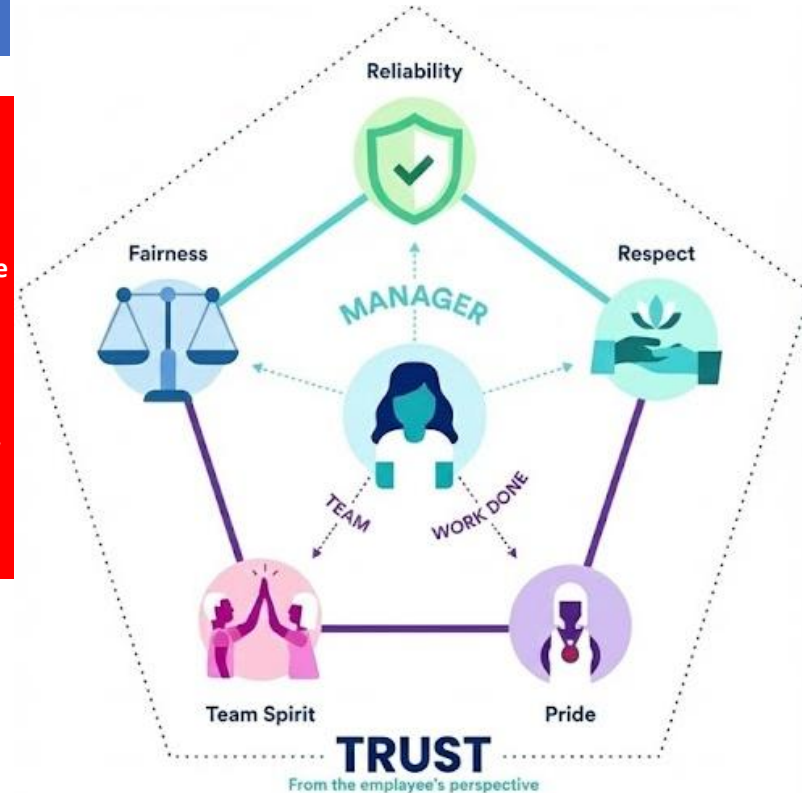 Reliability
Fairness
Respect
e
MANAGER
TEAM
WORK DONE
Team Spirit
Pride
TRUST
From the employee's perspective